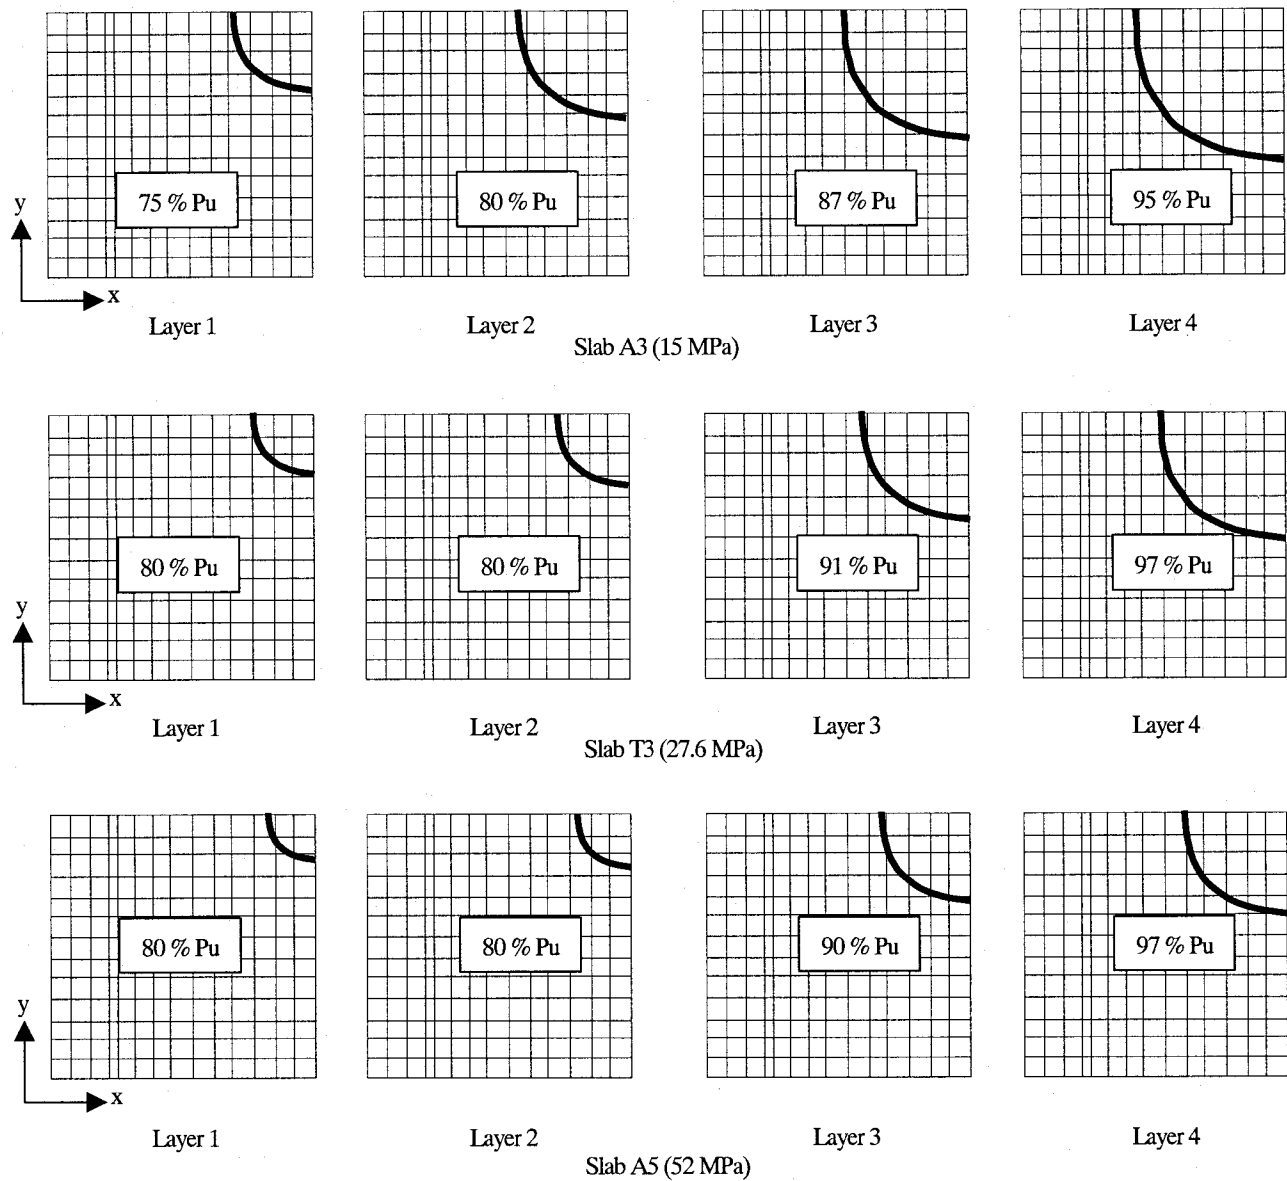 75 % Pu
80 % Pu
87 % Pu
95 % Pu
y
x
Layer 1
Layer 2
Layer 3
Layer 4
Slab A3 (15 MPa)
80 % Pu
80 % Pu
91 % Pu
97 % Pu
y
x
Layer 1
Layer 2
Layer 3
Layer 4
Slab T3 (27.6 MPa)
80 % Pu
80 % Pu
90 % Pu
97 % Pu
y
x
Layer 1
Layer 2
Layer 3
Layer 4
Slab A5 (52 MPa)